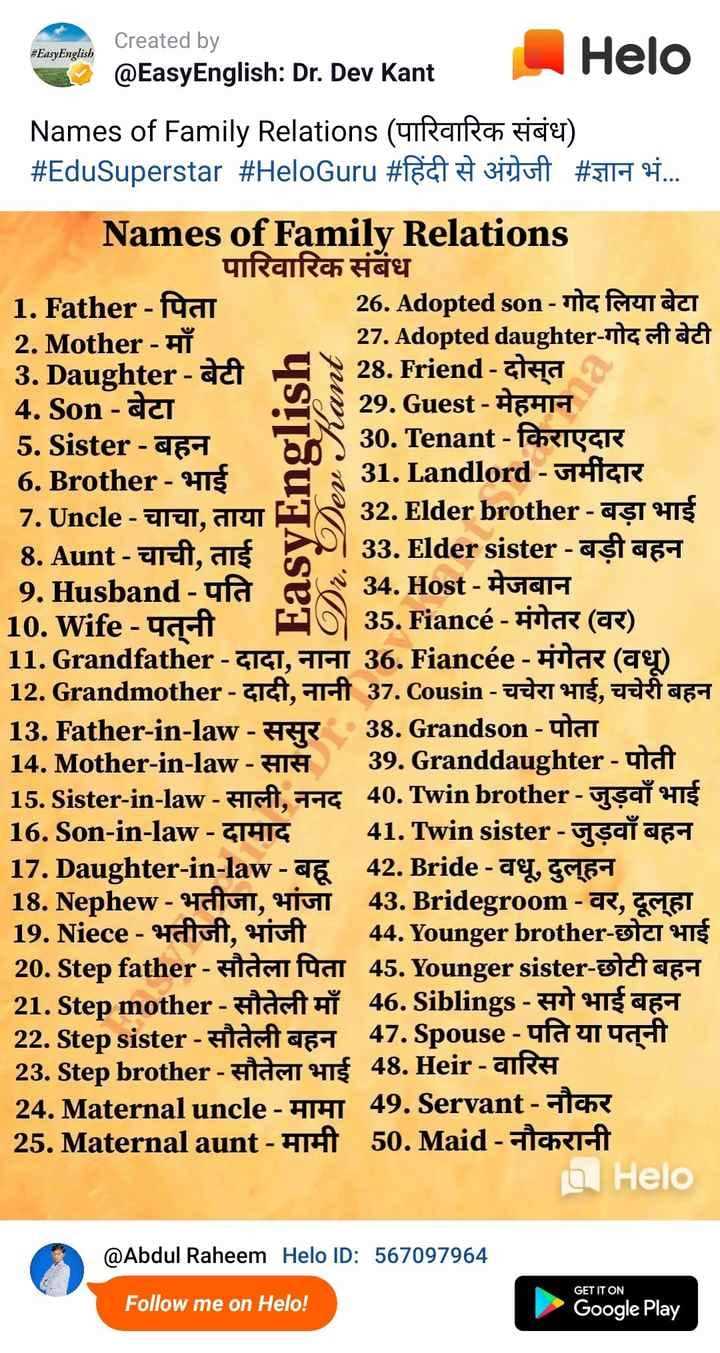 #EasyEnglish
Created by
@EasyEnglish: Dr. Dev Kant
Helo
Names of Family Relations (पारिवारिक संबंध)
#EduSuperstar #HeloGuru #हिंदी से अंग्रेजी #ज्ञान भं...
Names of Family Relations
पारिवारिक संबंध
1. Father - पिता
2. Mother - माँ
3. Daughter - बेटी
4. Son - बेटा
5. Sister - बहन
6. Brother - भाई
7. Uncle - चाचा, ताया
8. Aunt - चाची, ताई
9. Husband - पति
10. Wife - पत्नी
11. Grandfather - दादा, नाना
12. Grandmother - दादी, नानी
13. Father-in-law - ससुर
14. Mother-in-law - सास
15. Sister-in-law - साली, ननद
16. Son-in-law - दामाद
17. Daughter-in-law - बहू
18. Nephew - भतीजा, भांजा
19. Niece - भतीजी, भांजी
20. Step father - सौतेला पिता
21. Step mother - सौतेली माँ
22. Step sister - सौतेली बहन
23. Step brother - सौतेला भाई
24. Maternal uncle - मामा
25. Maternal aunt - मामी
EasyEnglish
Dr. Dev Kant
26. Adopted son - गोद लिया बेटा
27. Adopted daughter-गोद ली बेटी
28. Friend - दोस्त
29. Guest - मेहमान
30. Tenant - किराएदार
31. Landlord - जमींदार
32. Elder brother - बड़ा भाई
33. Elder sister - बड़ी बहन
34. Host - मेजबान
35. Fiancé - मंगेतर (वर)
36. Fiancée - मंगेतर (वधू)
37. Cousin - चचेरा भाई, चचेरी बहन
38. Grandson - पोता
39. Granddaughter - पोती
40. Twin brother - जुड़वाँ भाई
41. Twin sister - जुड़वाँ बहन
42. Bride - वधू, दुल्हन
43. Bridegroom - वर, दूल्हा
44. Younger brother-छोटा भाई
45. Younger sister-छोटी बहन
46. Siblings - सगे भाई बहन
47. Spouse - पति या पत्नी
48. Heir - वारिस
49. Servant - नौकर
50. Maid - नौकरानी
EasyEnglish: Dr. Dev Kant Sharma
Helo
@Abdul Raheem Helo ID: 567097964
Follow me on Helo!
GET IT ON
Google Play